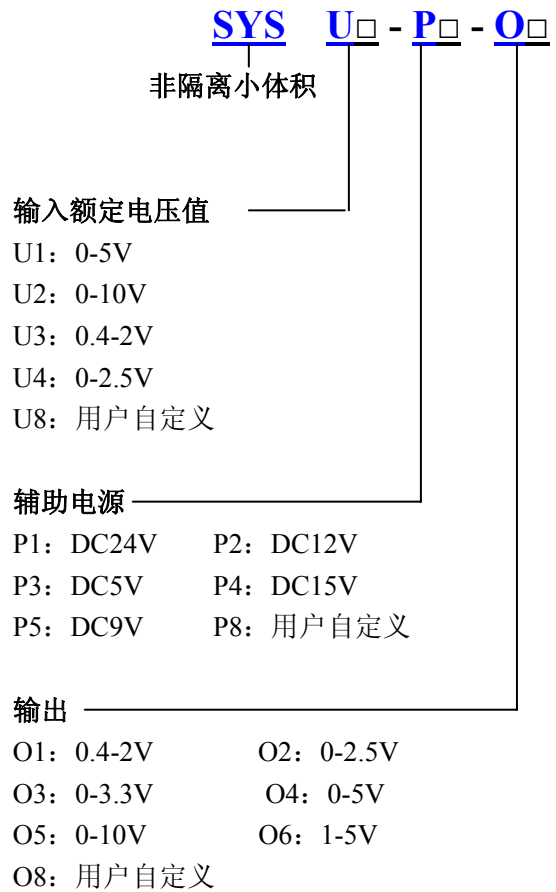 SYS U□ - P□ - O□
非隔离小体积
输入额定电压值
U1：0-5V
U2：0-10V
U3：0.4-2V
U4：0-2.5V
U8：用户自定义
辅助电源
P1：DC24V P2：DC12V
P3：DC5V P4：DC15V
P5：DC9V P8：用户自定义
输出
O1：0.4-2V O2：0-2.5V
O3：0-3.3V O4：0-5V
O5：0-10V O6：1-5V
O8：用户自定义